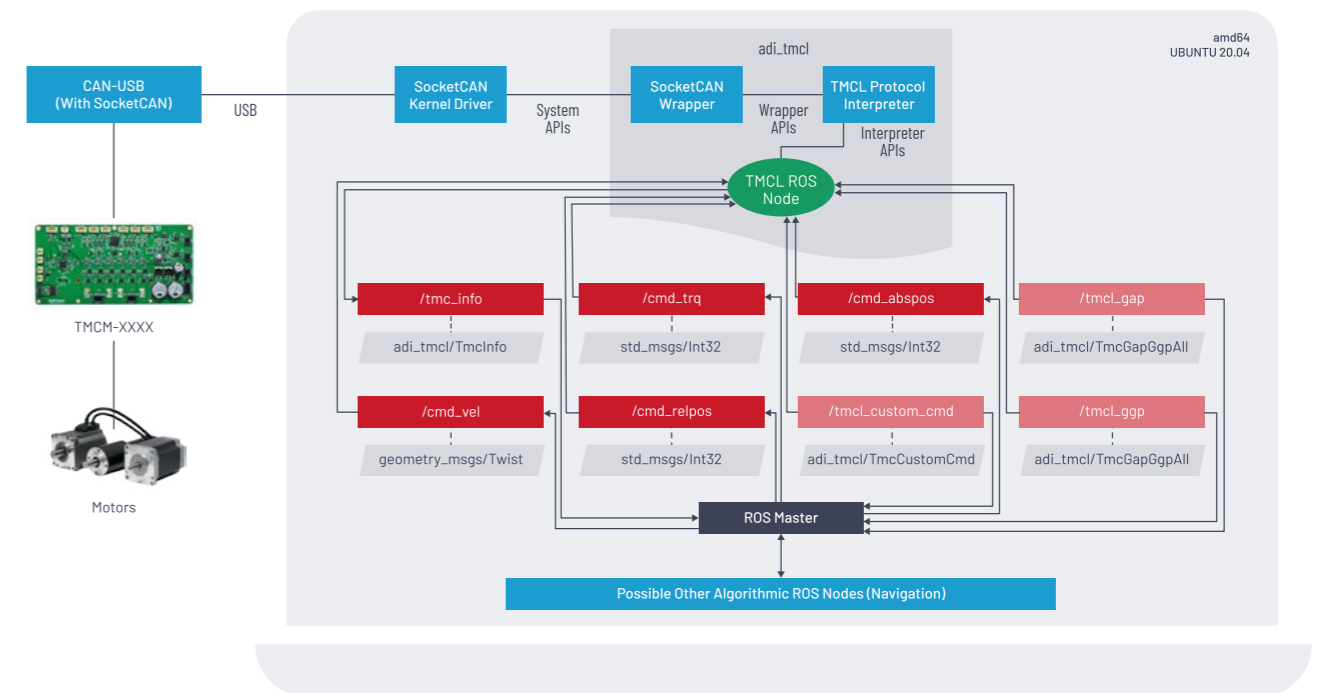 amd64
UBUNTU 20.04
adi_tmcl
CAN-USB
(With SocketCAN)
USB
SocketCAN
Kernel Driver
System
APIs
SocketCAN
Wrapper
Wrapper
APIs
TMCL Protocol
Interpreter
Interpreter
APIs
TMCL ROS
Node
TMCM-XXXX
Motors
/tmc_info
/cmd_trq
/cmd_abspos
/tmcl_gap
adi_tmcl/TmcInfo
std_msgs/Int32
std_msgs/Int32
adi_tmcl/TmcGapGgpAll
/cmd_vel
/cmd_relpos
/tmcl_custom_cmd
/tmcl_ggp
geometry_msgs/Twist
std_msgs/Int32
adi_tmcl/TmcCustomCmd
adi_tmcl/TmcGapGgpAll
ROS Master
Possible Other Algorithmic ROS Nodes (Navigation)